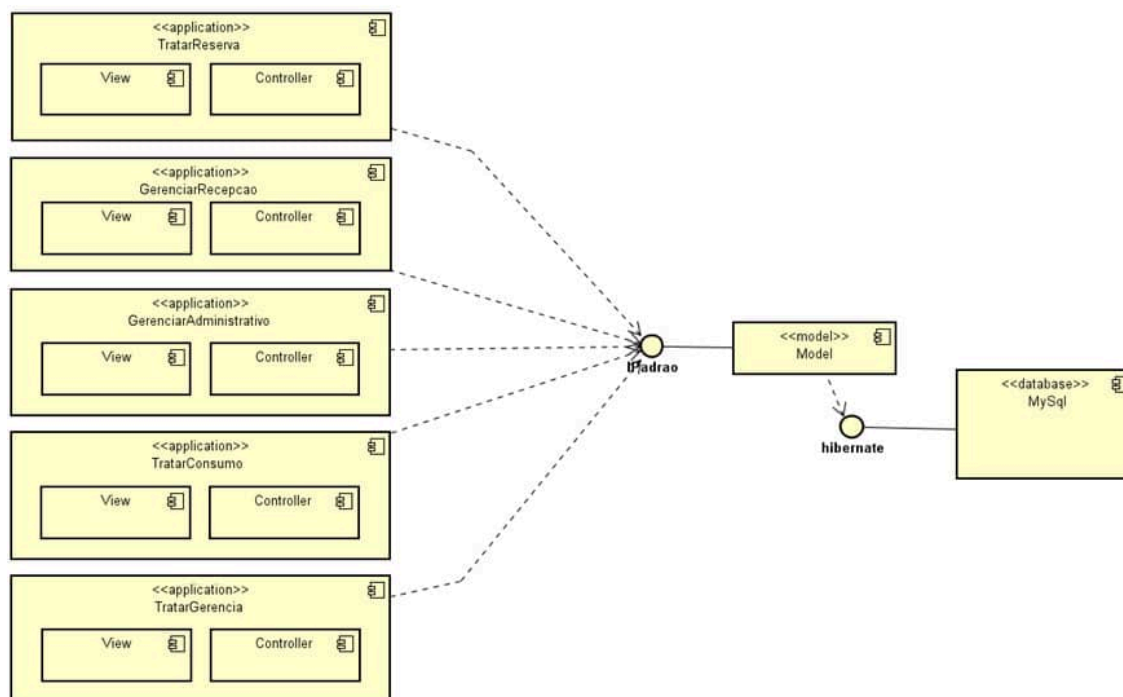 <<application>>
TratarReserva
View
Controller
<<application>>
GerenciarRecepcao
View
Controller
<<application>>
GerenciarAdministrativo
View
Controller
<<application>>
TratarConsumo
View
Controller
<<application>>
TratarGerencia
View
Controller
IPadrao
<<model>>
Model
hibernate
<<database>>
MySql